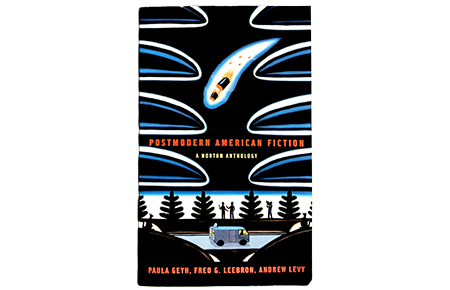 POSTMODERN AMERICAN FICTION
A NORTON ANTHOLOGY
PAULA GEYH, FRED G. LEEBRON, ANDREW LEVY